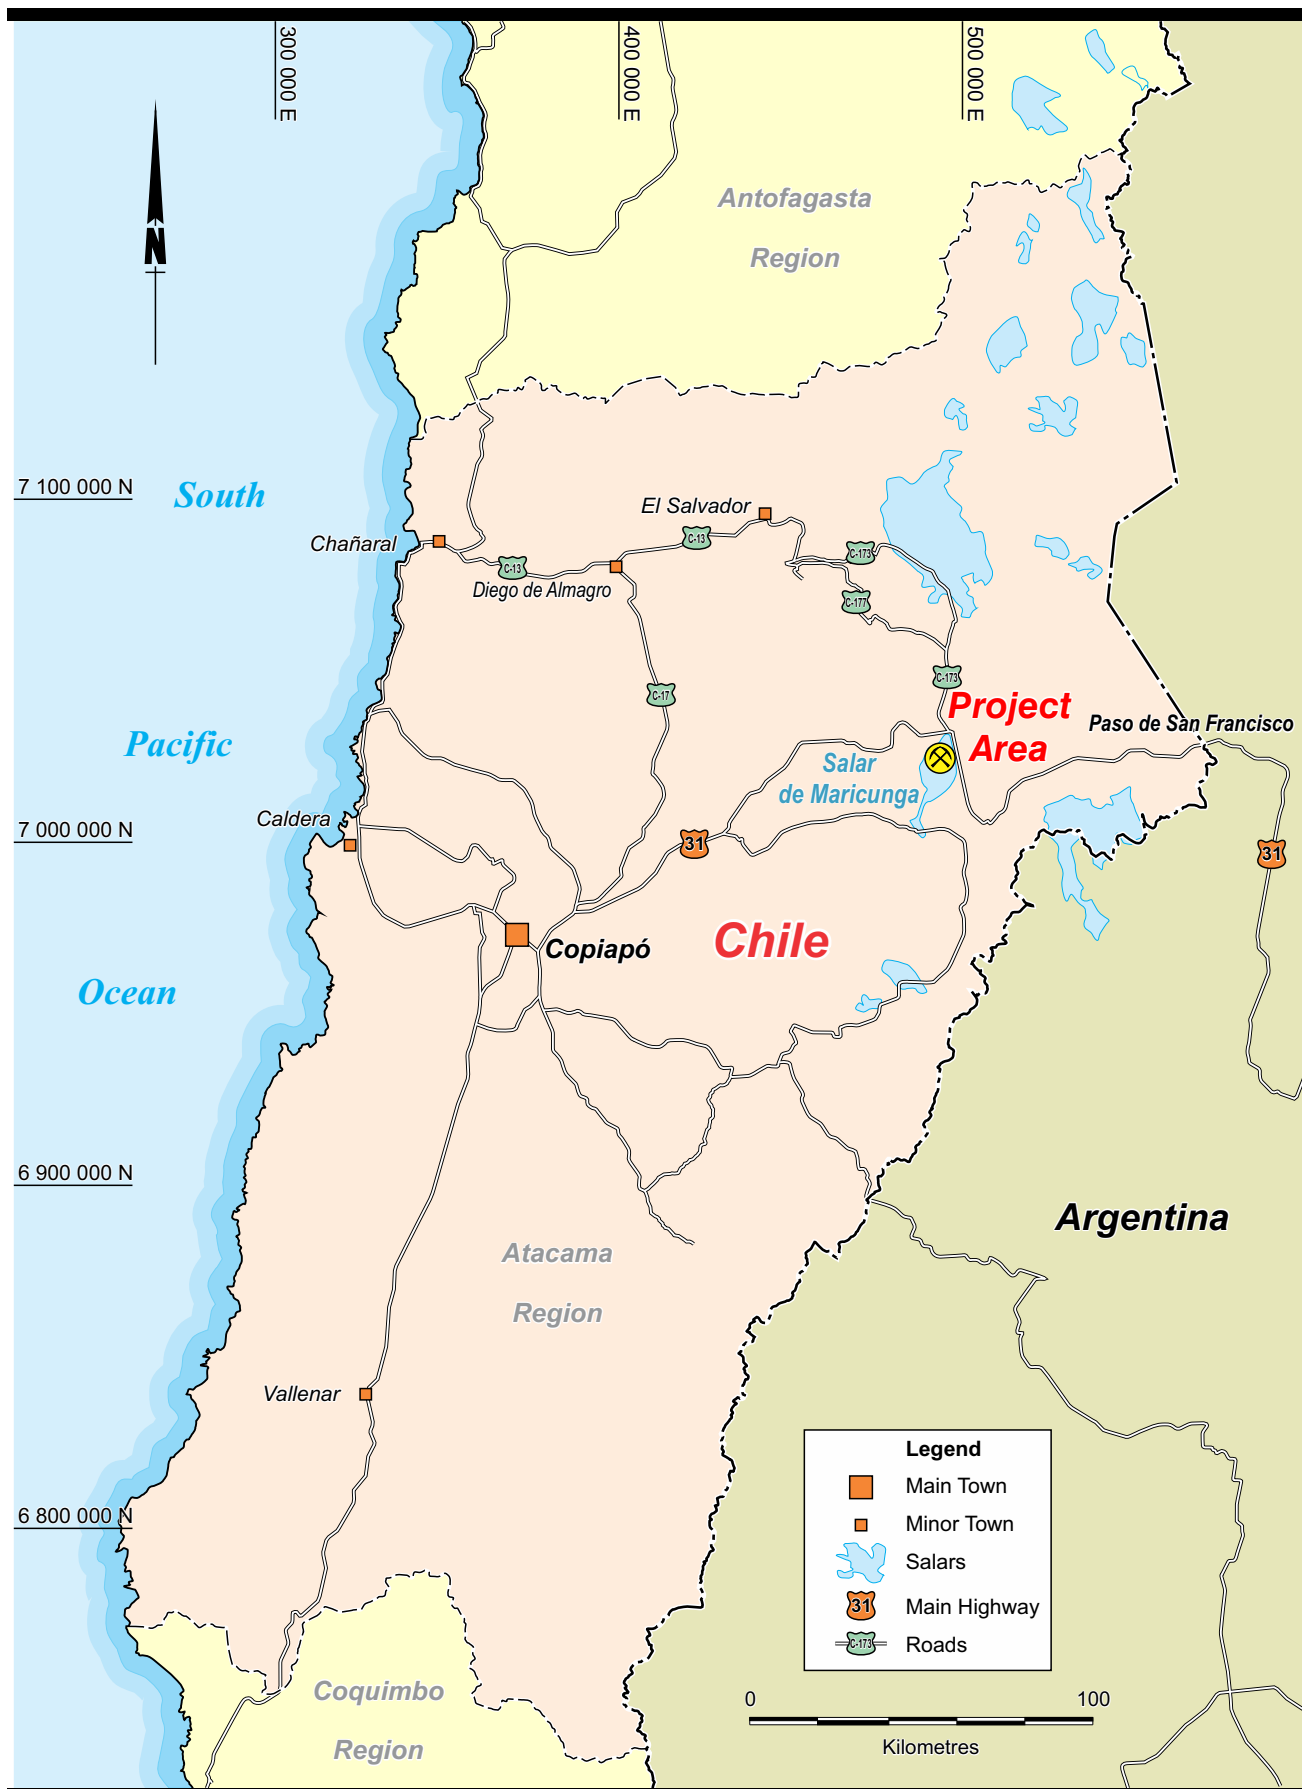 300 000 E
400 000 E
500 000 E
N
Antofagasta
Region
7 100 000 N
South
El Salvador
Chañaral
C-13
C-173
C-13
Diego de Almagro
C-177
C-173
C-17
Project
Area
Paso de San Francisco
Pacific
Salar
de Maricunga
Caldera
7 000 000 N
31
31
Copiapó
Chile
Ocean
6 900 000 N
Argentina
Atacama
Region
Vallenar
Legend
Main Town
Minor Town
6 800 000 N
Salars
31
Main Highway
C-173
Roads
Coquimbo
Region
0
100
Kilometres